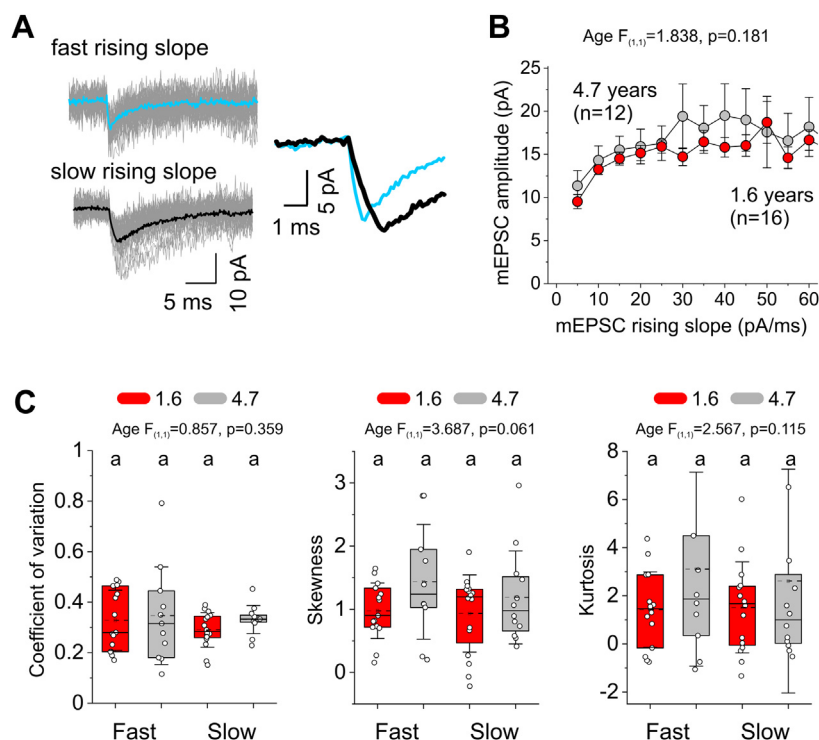 A
fast rising slope
slow rising slope
5 ms
10 pA
1 ms
5 pA
B
Age F(1,1)=1.838, p=0.181
mEPSC amplitude (pA)
25
20
15
10
5
0
4.7 years
(n=12)
1.6 years
(n=16)
0 10 20 30 40 50 60
mEPSC rising slope (pA/ms)
C
1.6 4.7
Age F(1,1)=0.857, p=0.359
Coefficient of variation
1
0.8
0.6
0.4
0.2
0
a a a a
Fast Slow
1.6 4.7
Age F(1,1)=3.687, p=0.061
Skewness
3
2
1
0
a a a a
Fast Slow
1.6 4.7
Age F(1,1)=2.567, p=0.115
Kurtosis
8
6
4
2
0
-2
a a a a
Fast Slow